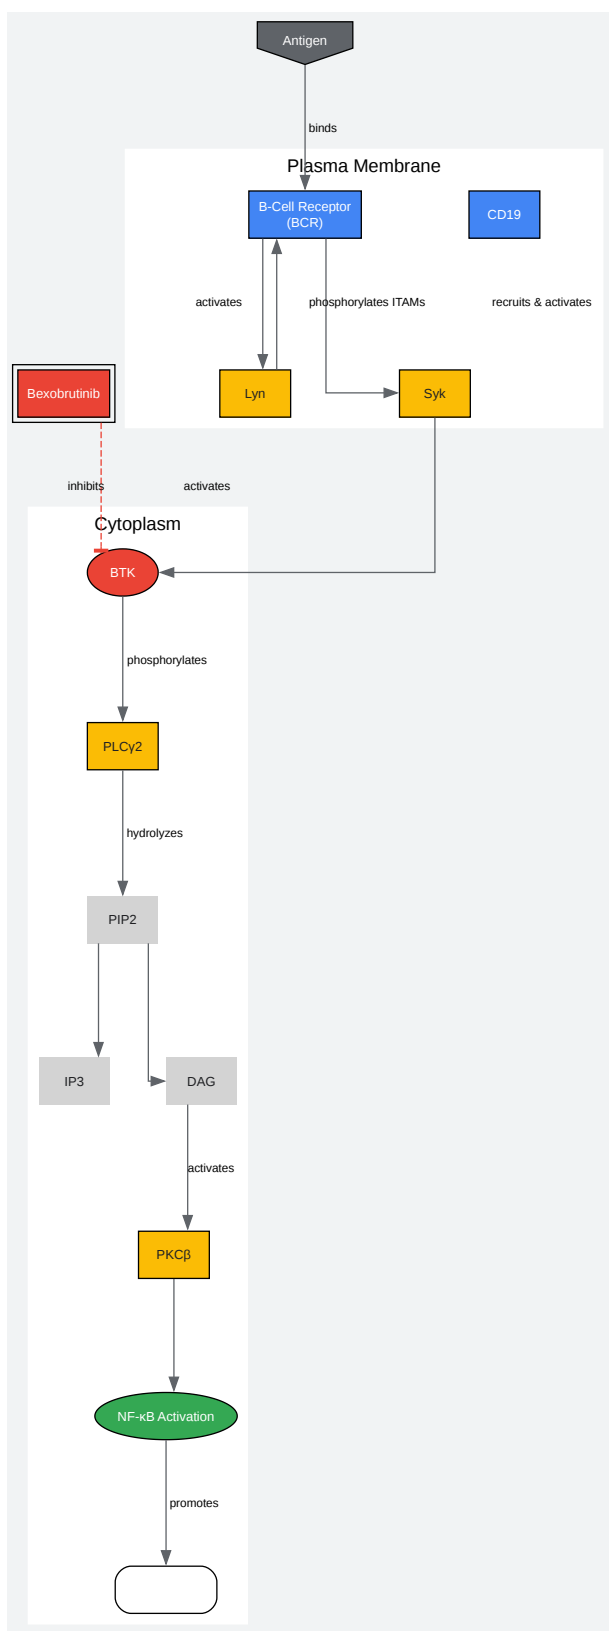 Antigen
binds
Plasma Membrane
B-Cell Receptor
(BCR)
CD19
activates
phosphorylates ITAMs
recruits & activates
Bexobrutinib
Lyn
Syk
inhibits
activates
Cytoplasm
BTK
phosphorylates
PLCγ2
hydrolyzes
PIP2
IP3
DAG
activates
PKCβ
NF-κB Activation
promotes